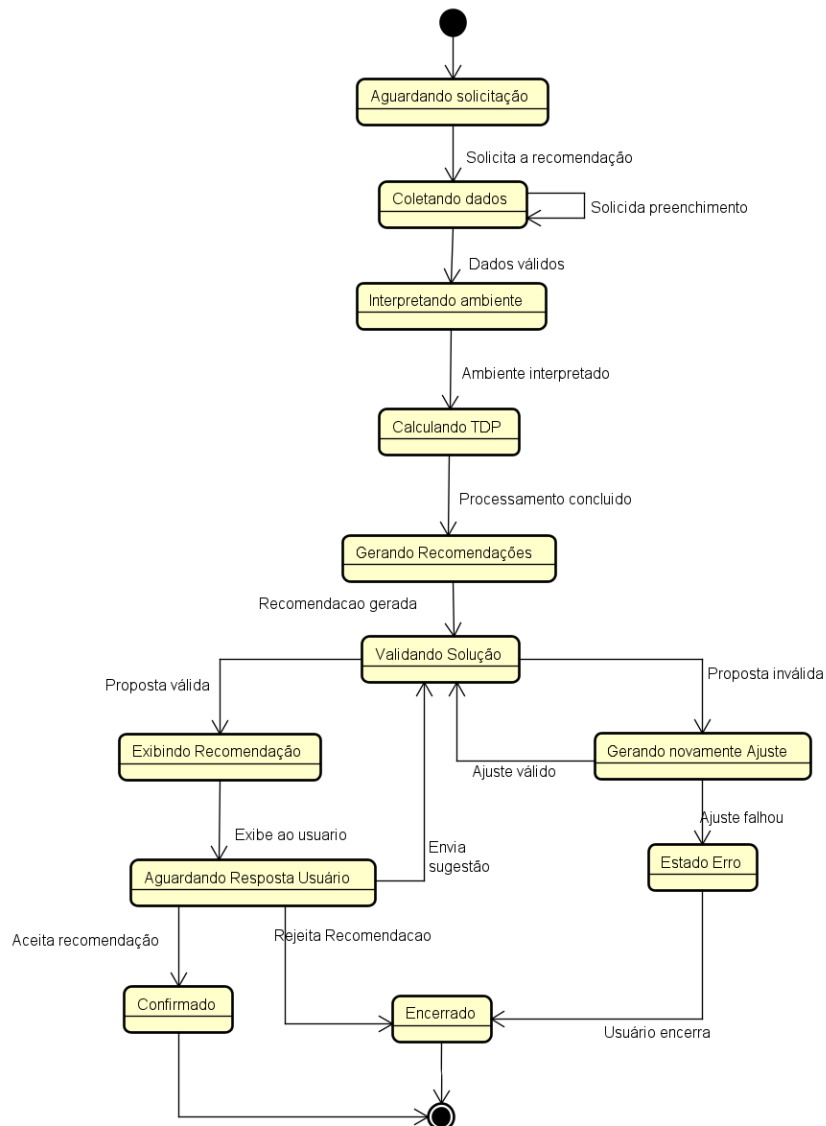 Aguardando solicitação
Solicita a recomendação
Coletando dados
Solicida preenchimento
Dados válidos
Interpretando ambiente
Ambiente interpretado
Calculando TDP
Processamento concluido
Gerando Recomendações
Recomendacao gerada
Validando Solução
Proposta válida
Proposta inválida
Exibindo Recomendação
Gerando novamente Ajuste
Ajuste válido
Ajuste falhou
Exibe ao usuario
Envia
sugestão
Estado Erro
Aguardando Resposta Usuário
Aceita recomendação
Rejeita Recomendacao
Confirmado
Encerrado
Usuário encerra